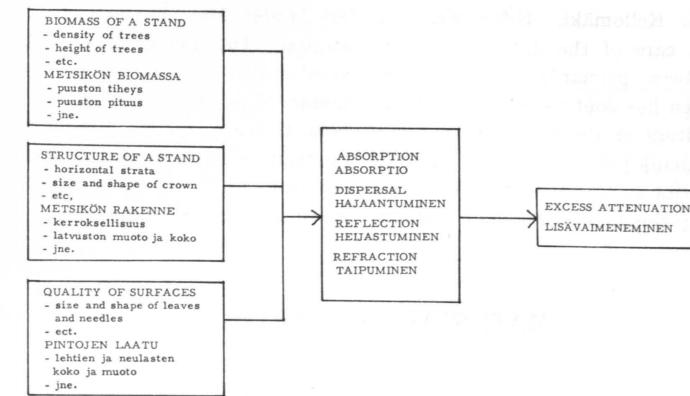 BIOMASS OF A STAND
- density of trees
- height of trees
- etc.
METSIKÖN BIOMASSA
- puuston tiheys
- puuston pituus
- jne.
STRUCTURE OF A STAND
- horizontal strata
- size and shape of crown
- etc,
METSIKÖN RAKENNE
- kerroksellisuus
- latvuston muoto ja koko
- jne.
QUALITY OF SURFACES
- size and shape of leaves
and needles
- ect.
PINTOJEN LAATU
- lehtien ja neulasten
koko ja muoto
- jne.
ABSORPTION
ABSORPTIO
DISPERSAL
HAJAANTUMINEN
REFLECTION
HEIJASTUMINEN
REFRACTION
TAIPUMINEN
EXCESS ATTENUATION
LISÄVAIMENEMINEN